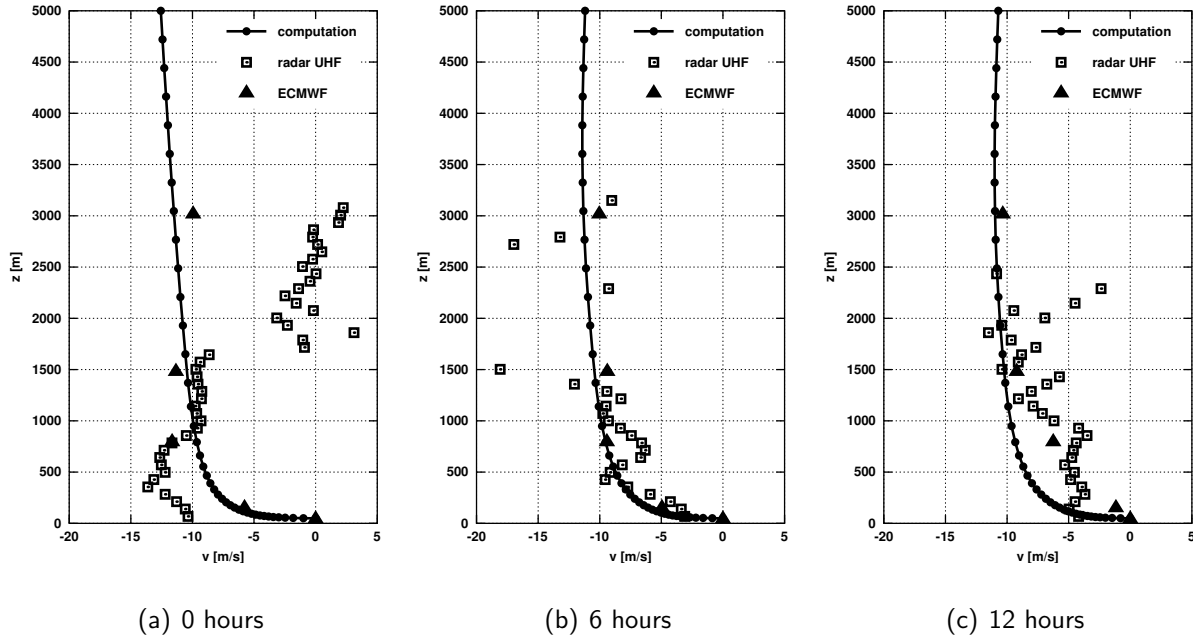 5000
4500
4000
3500
3000
2500
2000
1500
1000
500
0
z [m]
-20 -15 -10 -5 0 5
v [m/s]
computation
radar UHF
ECMWF
(a) 0 hours
5000
4500
4000
3500
3000
2500
2000
1500
1000
500
0
z [m]
-20 -15 -10 -5 0 5
v [m/s]
computation
radar UHF
ECMWF
(b) 6 hours
5000
4500
4000
3500
3000
2500
2000
1500
1000
500
0
z [m]
-20 -15 -10 -5 0 5
v [m/s]
computation
radar UHF
ECMWF
(c) 12 hours